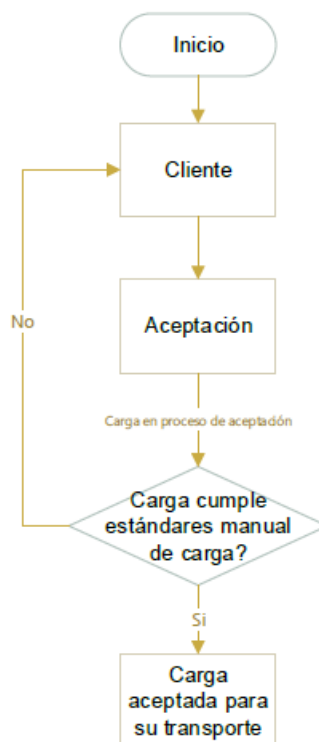 Inicio
Cliente
No
Aceptación
Carga en proceso de aceptación
Carga cumple
estándares manual
de carga?
Si
Carga
aceptada para
su transporte